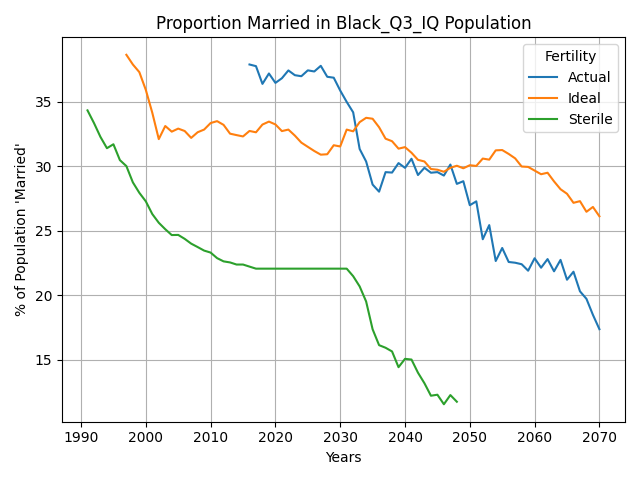 Proportion Married in Black_Q3_IQ Population
Fertility
Actual
Ideal
Sterile
% of Population 'Married'
35
30
25
20
15
1990 2000 2010 2020 2030 2040 2050 2060 2070
Years